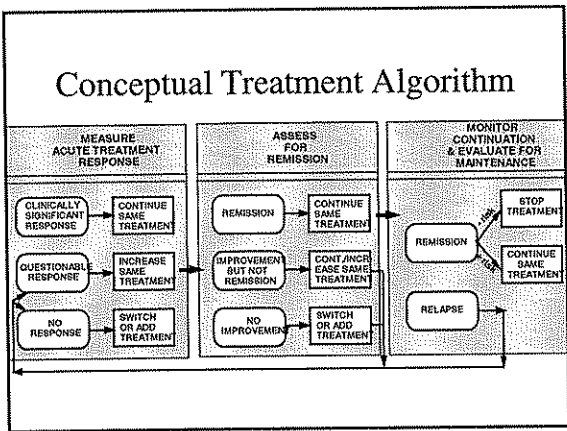 Conceptual Treatment Algorithm
MEASURE
ACUTE TREATMENT
RESPONSE
CLINICALLY
SIGNIFICANT
RESPONSE
CONTINUE
SAME
TREATMENT
QUESTIONABLE
RESPONSE
INCREASE
SAME
TREATMENT
NO
RESPONSE
SWITCH
OR ADD
TREATMENT
ASSESS
FOR
REMISSION
REMISSION
CONTINUE
SAME
TREATMENT
IMPROVEMENT
BUT NOT
REMISSION
CONT./INCR
EASE SAME
TREATMENT
NO
IMPROVEMENT
SWITCH
OR ADD
TREATMENT
MONITOR
CONTINUATION
& EVALUATE FOR
MAINTENANCE
REMISSION
STOP
TREATMENT
CONTINUE
SAME
TREATMENT
RELAPSE